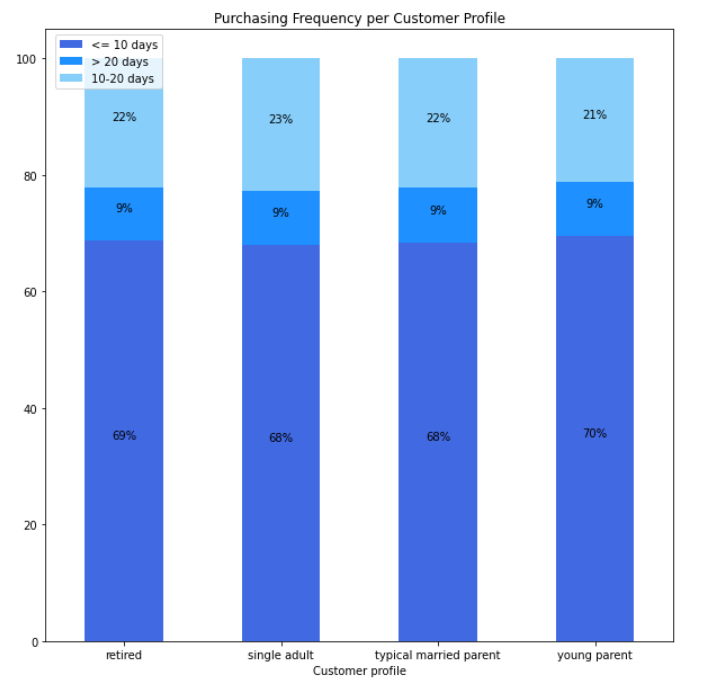 Purchasing Frequency per Customer Profile
<= 10 days
> 20 days
10-20 days
100
80
60
40
20
0
22%
23%
22%
21%
9%
9%
9%
9%
69%
68%
68%
70%
retired
single adult
typical married parent
young parent
Customer profile